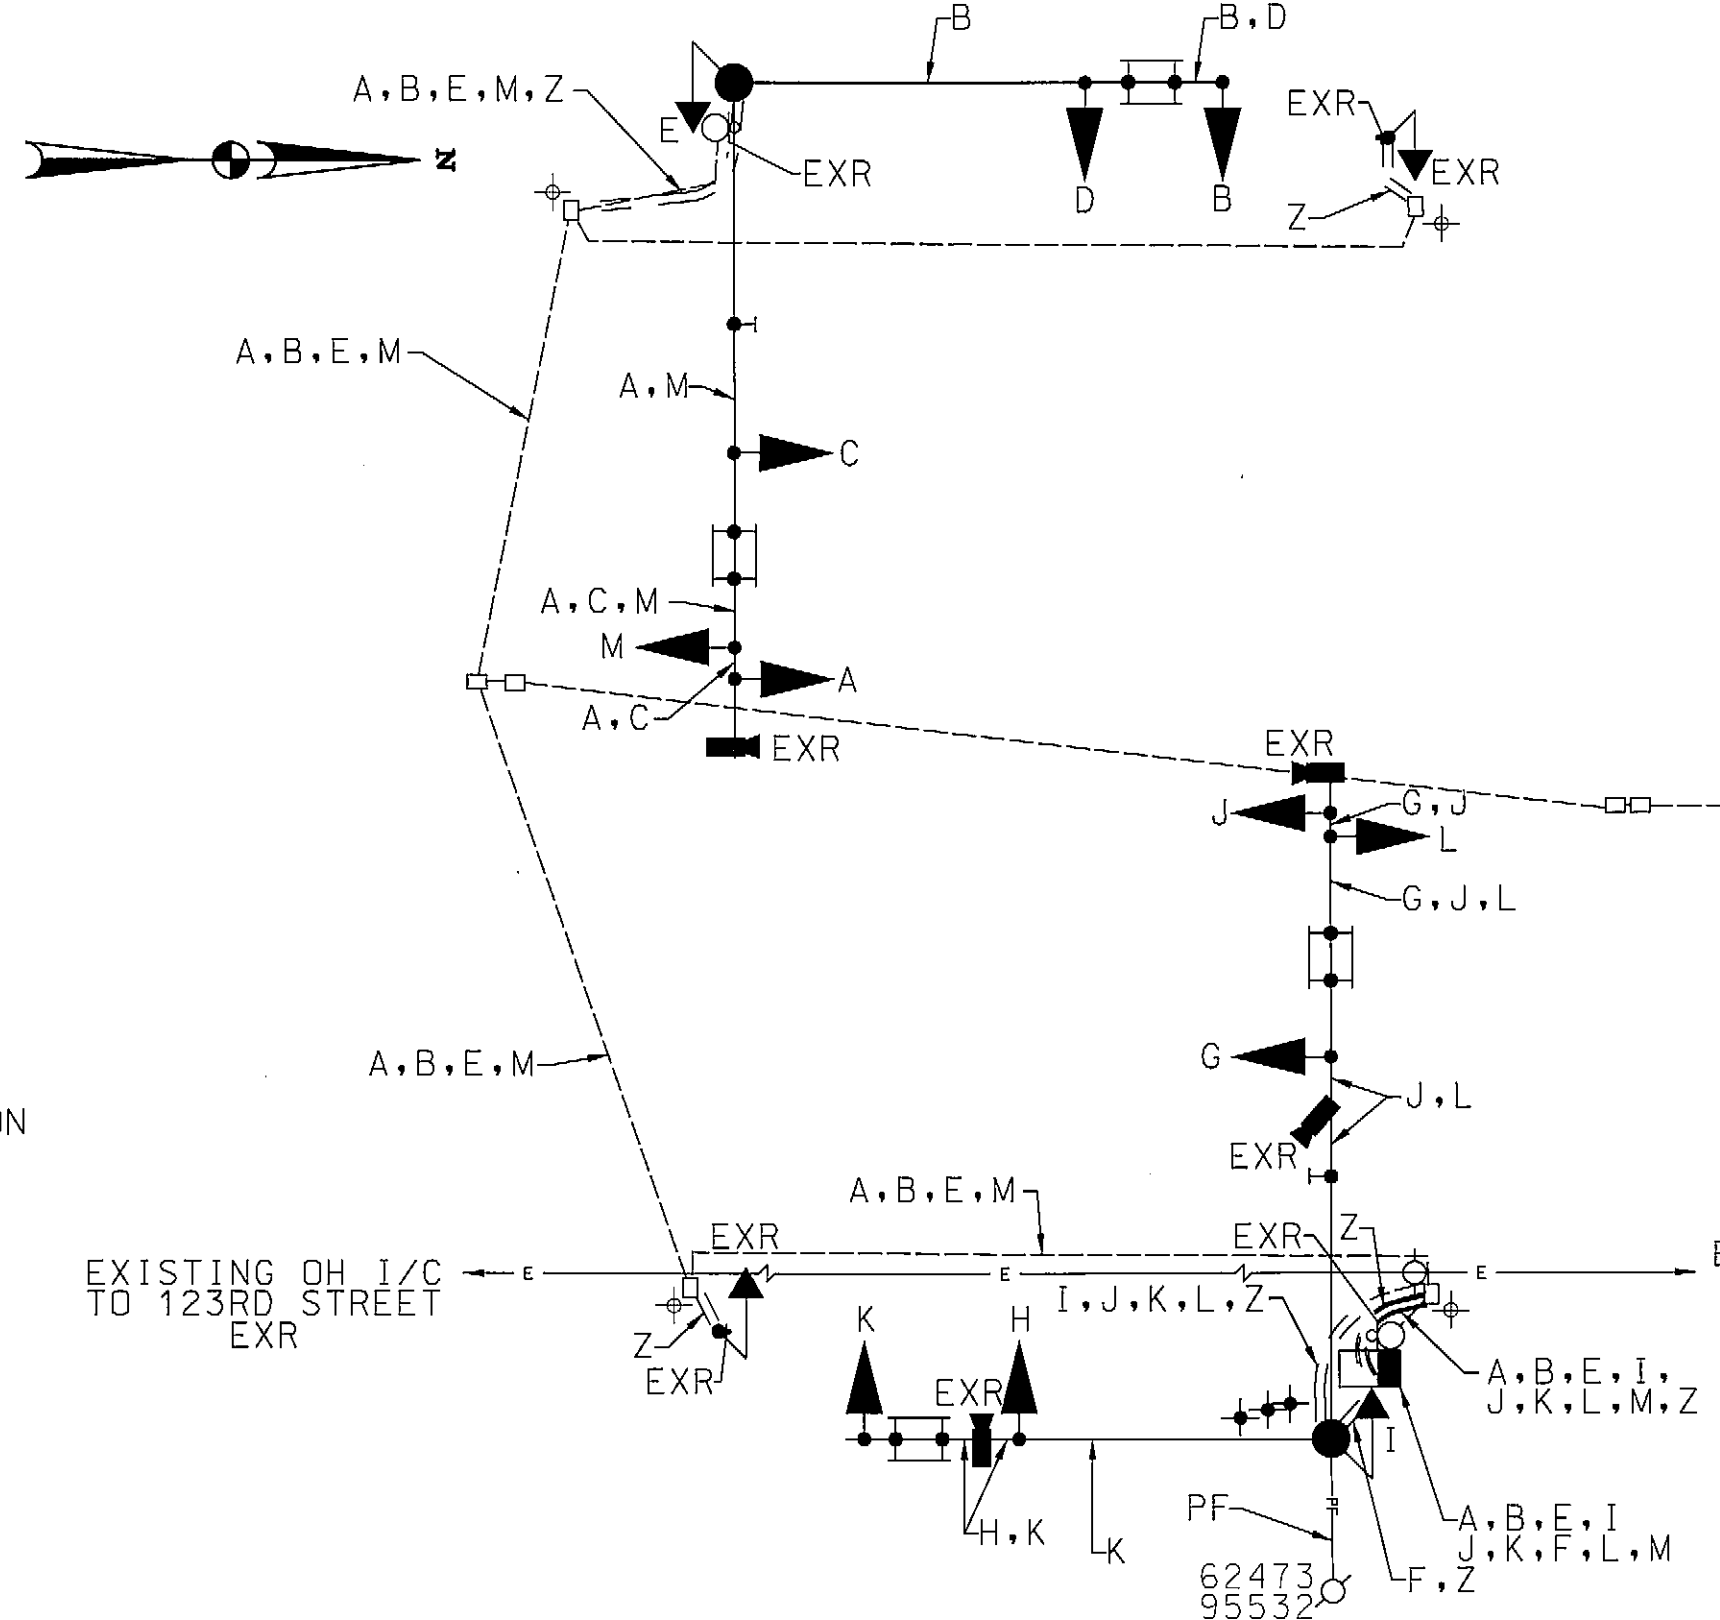 B
B,D
A,B,E,M,Z
E
EXR
EXR
EXR
N
D
B
Z
A,B,E,M
A,M
C
A,C,M
M
A
A,C
EXR
EXR
J
G,J
L
G,J,L
A,B,E,M
G
J,L
ON
EXR
A,B,E,M
EXR
EXR
Z
EXISTING OH I/C
TO 123RD STREET
EXR
E
E
E
I,J,K,L,Z
Z
EXR
K
H
EXR
A,B,E,I,
J,K,L,M,Z
I
PF
H,K
K
A,B,E,I
J,K,F,L,M
F,Z
62473
95532